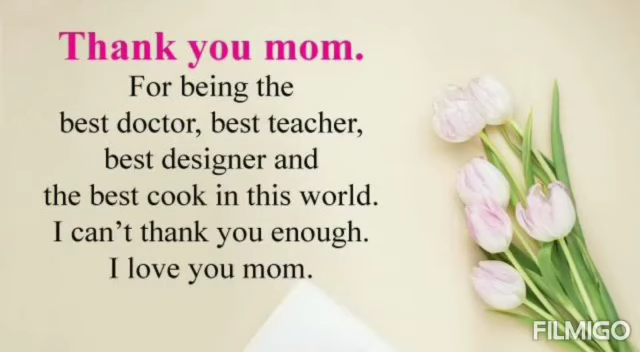 Thank you mom.
For being the
best doctor, best teacher,
best designer and
the best cook in this world.
I can’t thank you enough.
I love you mom.
FILMIGO